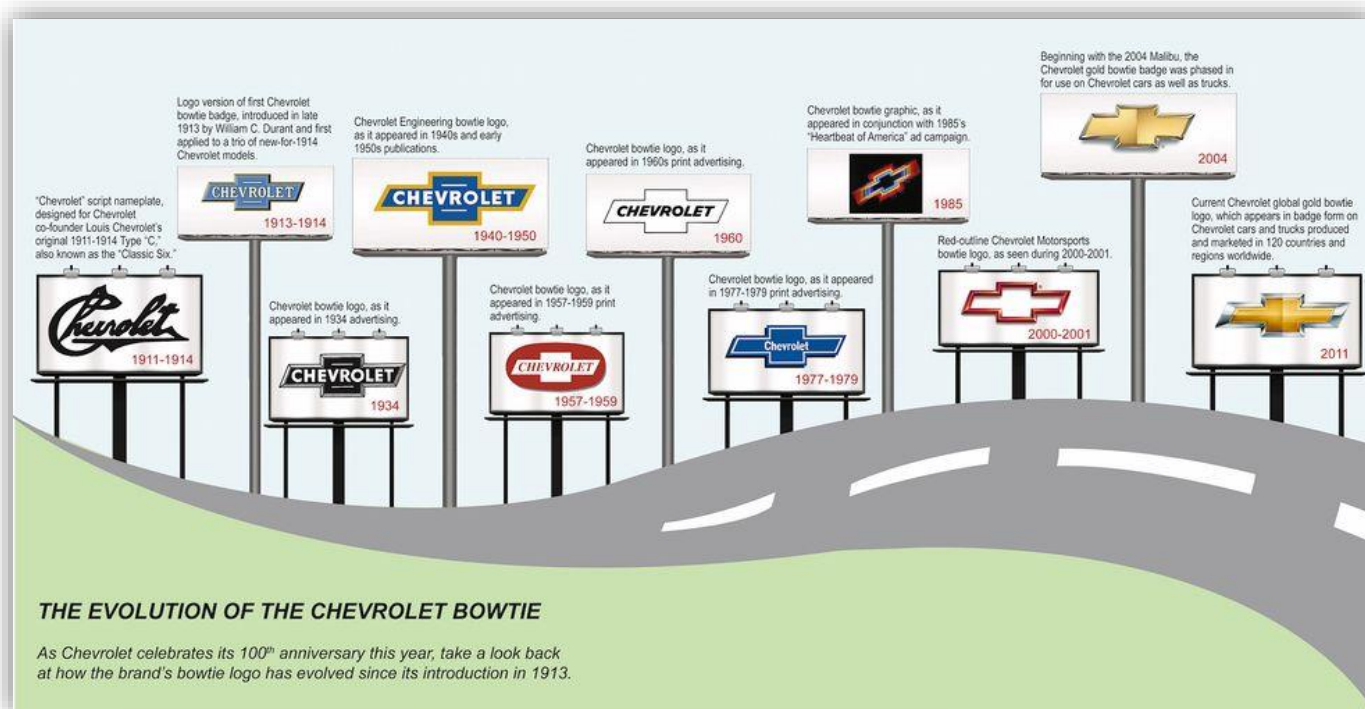 "Chevrolet" script nameplate,
designed for Chevrolet
co-founder Louis Chevrolet's
original 1911-1914 Type "C,"
also known as the "Classic Six."
Chevrolet
1911-1914
Logo version of first Chevrolet
bowtie badge, introduced in late
1913 by William C. Durant and first
applied to a trio of new-for-1914
Chevrolet models.
CHEVROLET
1913-1914
Chevrolet bowtie logo, as it
appeared in 1934 advertising.
CHEVROLET
1934
Chevrolet Engineering bowtie logo,
as it appeared in 1940s and early
1950s publications.
CHEVROLET
1940-1950
Chevrolet bowtie logo, as it
appeared in 1957-1959 print
advertising.
CHEVROLET
1957-1959
Chevrolet bowtie logo, as it
appeared in 1960s print advertising.
CHEVROLET
1960
Chevrolet bowtie logo, as it appeared
in 1977-1979 print advertising.
Chevrolet
1977-1979
Chevrolet bowtie graphic, as it
appeared in conjunction with 1985's
"Heartbeat of America" ad campaign.
1985
Red-outline Chevrolet Motorsports
bowtie logo, as seen during 2000-2001.
2000-2001
Beginning with the 2004 Malibu, the
Chevrolet gold bowtie badge was phased in
for use on Chevrolet cars as well as trucks.
2004
Current Chevrolet global gold bowtie
logo, which appears in badge form on
Chevrolet cars and trucks produced
and marketed in 120 countries and
regions worldwide.
2011
THE EVOLUTION OF THE CHEVROLET BOWTIE
As Chevrolet celebrates its 100th anniversary this year, take a look back
at how the brand's bowtie logo has evolved since its introduction in 1913.